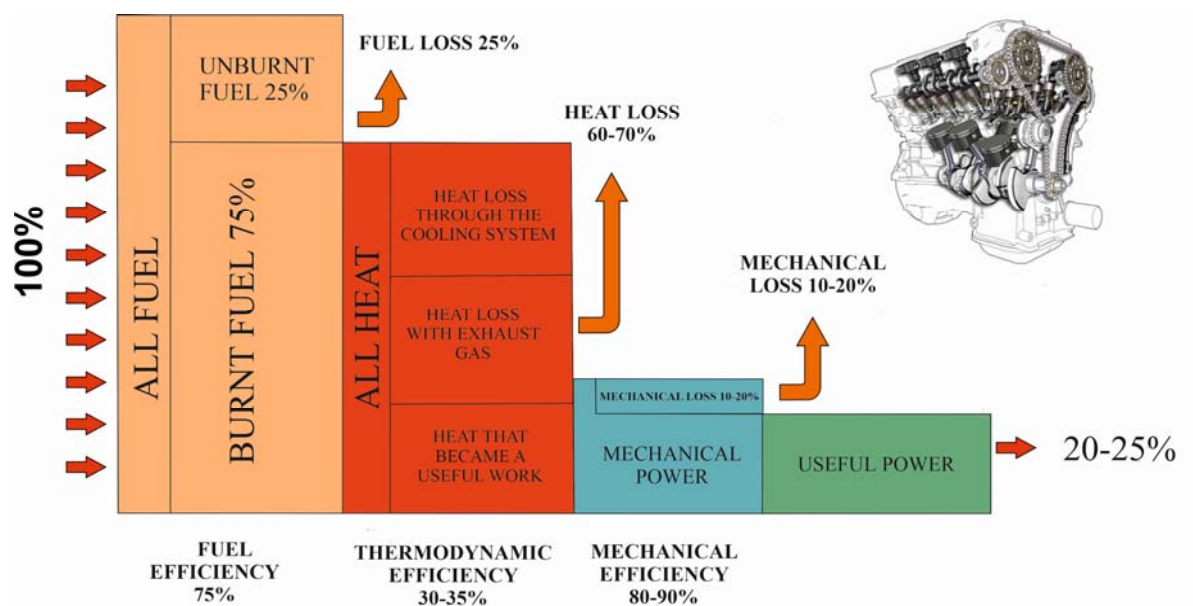 100%
ALL FUEL
UNBURNT
FUEL 25%
BURNT FUEL 75%
FUEL LOSS 25%
ALL HEAT
HEAT LOSS
THROUGH THE
COOLING SYSTEM
HEAT LOSS
WITH EXHAUST
GAS
HEAT THAT
BECAME A
USEFUL WORK
HEAT LOSS
60-70%
MECHANICAL LOSS 10-20%
MECHANICAL
POWER
MECHANICAL
LOSS 10-20%
USEFUL POWER
20-25%
FUEL
EFFICIENCY
75%
THERMODYNAMIC
EFFICIENCY
30-35%
MECHANICAL
EFFICIENCY
80-90%